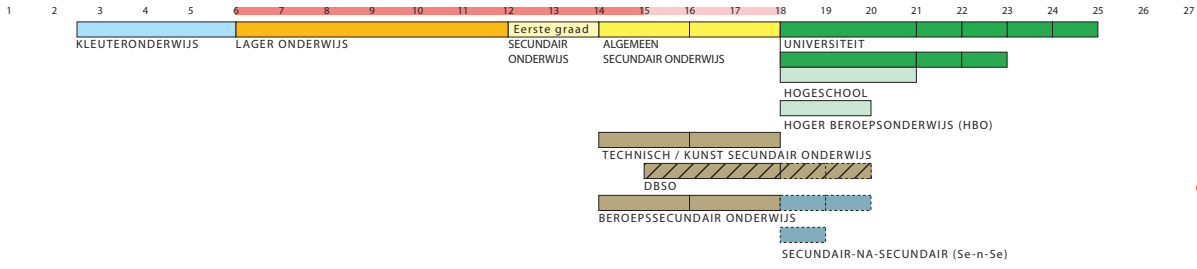 1 2 3 4 5 6 7 8 9 10 11 12 13 14 15 16 17 18 19 20 21 22 23 24 25 26 27
Eerste graad
KLEUTERONDERWIJS LAGER ONDERWIJS SECUNDAIR ALGEMEEN UNIVERSITEIT
ONDERWIJS SECUNDAIR ONDERWIJS
HOGESCHOOL
HOGER BEROEPSONDERWIJS (HBO)
TECHNISCH / KUNST SECUNDAIR ONDERWIJS
DBSO
BEROEPSSECUNDAIR ONDERWIJS
SECUNDAIR-NA-SECUNDAIR (Se-n-Se)